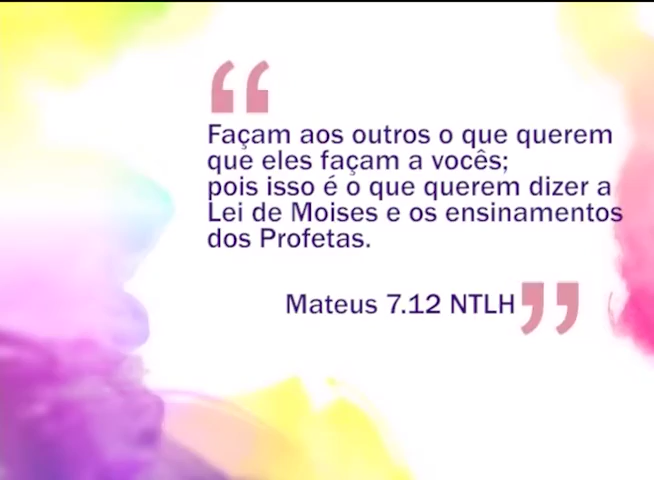 “
Façam aos outros o que querem
que eles façam a vocês;
pois isso é o que querem dizer a
Lei de Moises e os ensinamentos
dos Profetas.
Mateus 7.12 NTLH ”